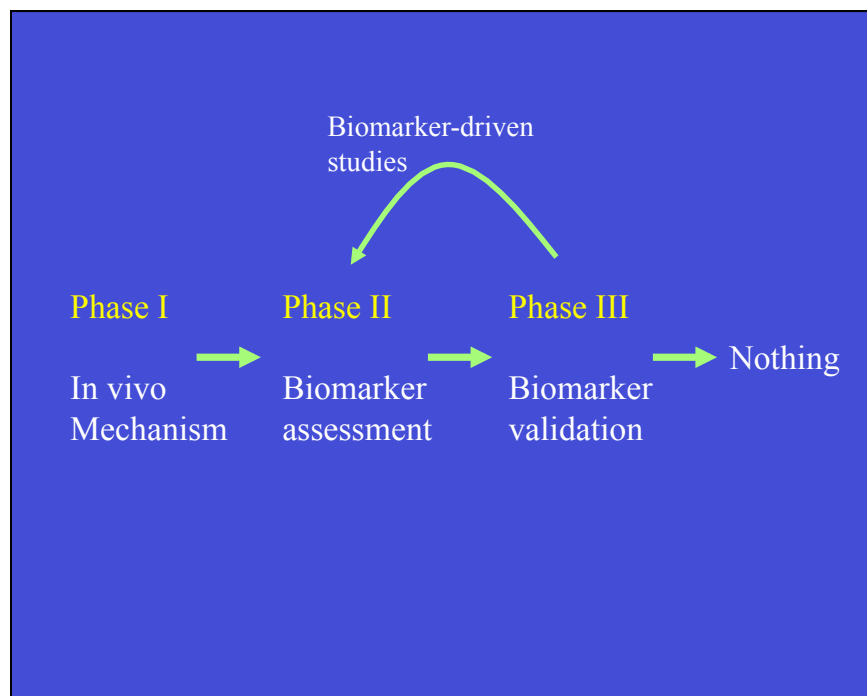 Biomarker-driven
studies
Phase I
Phase II
Phase III
Nothing
In vivo
Mechanism
Biomarker
assessment
Biomarker
validation